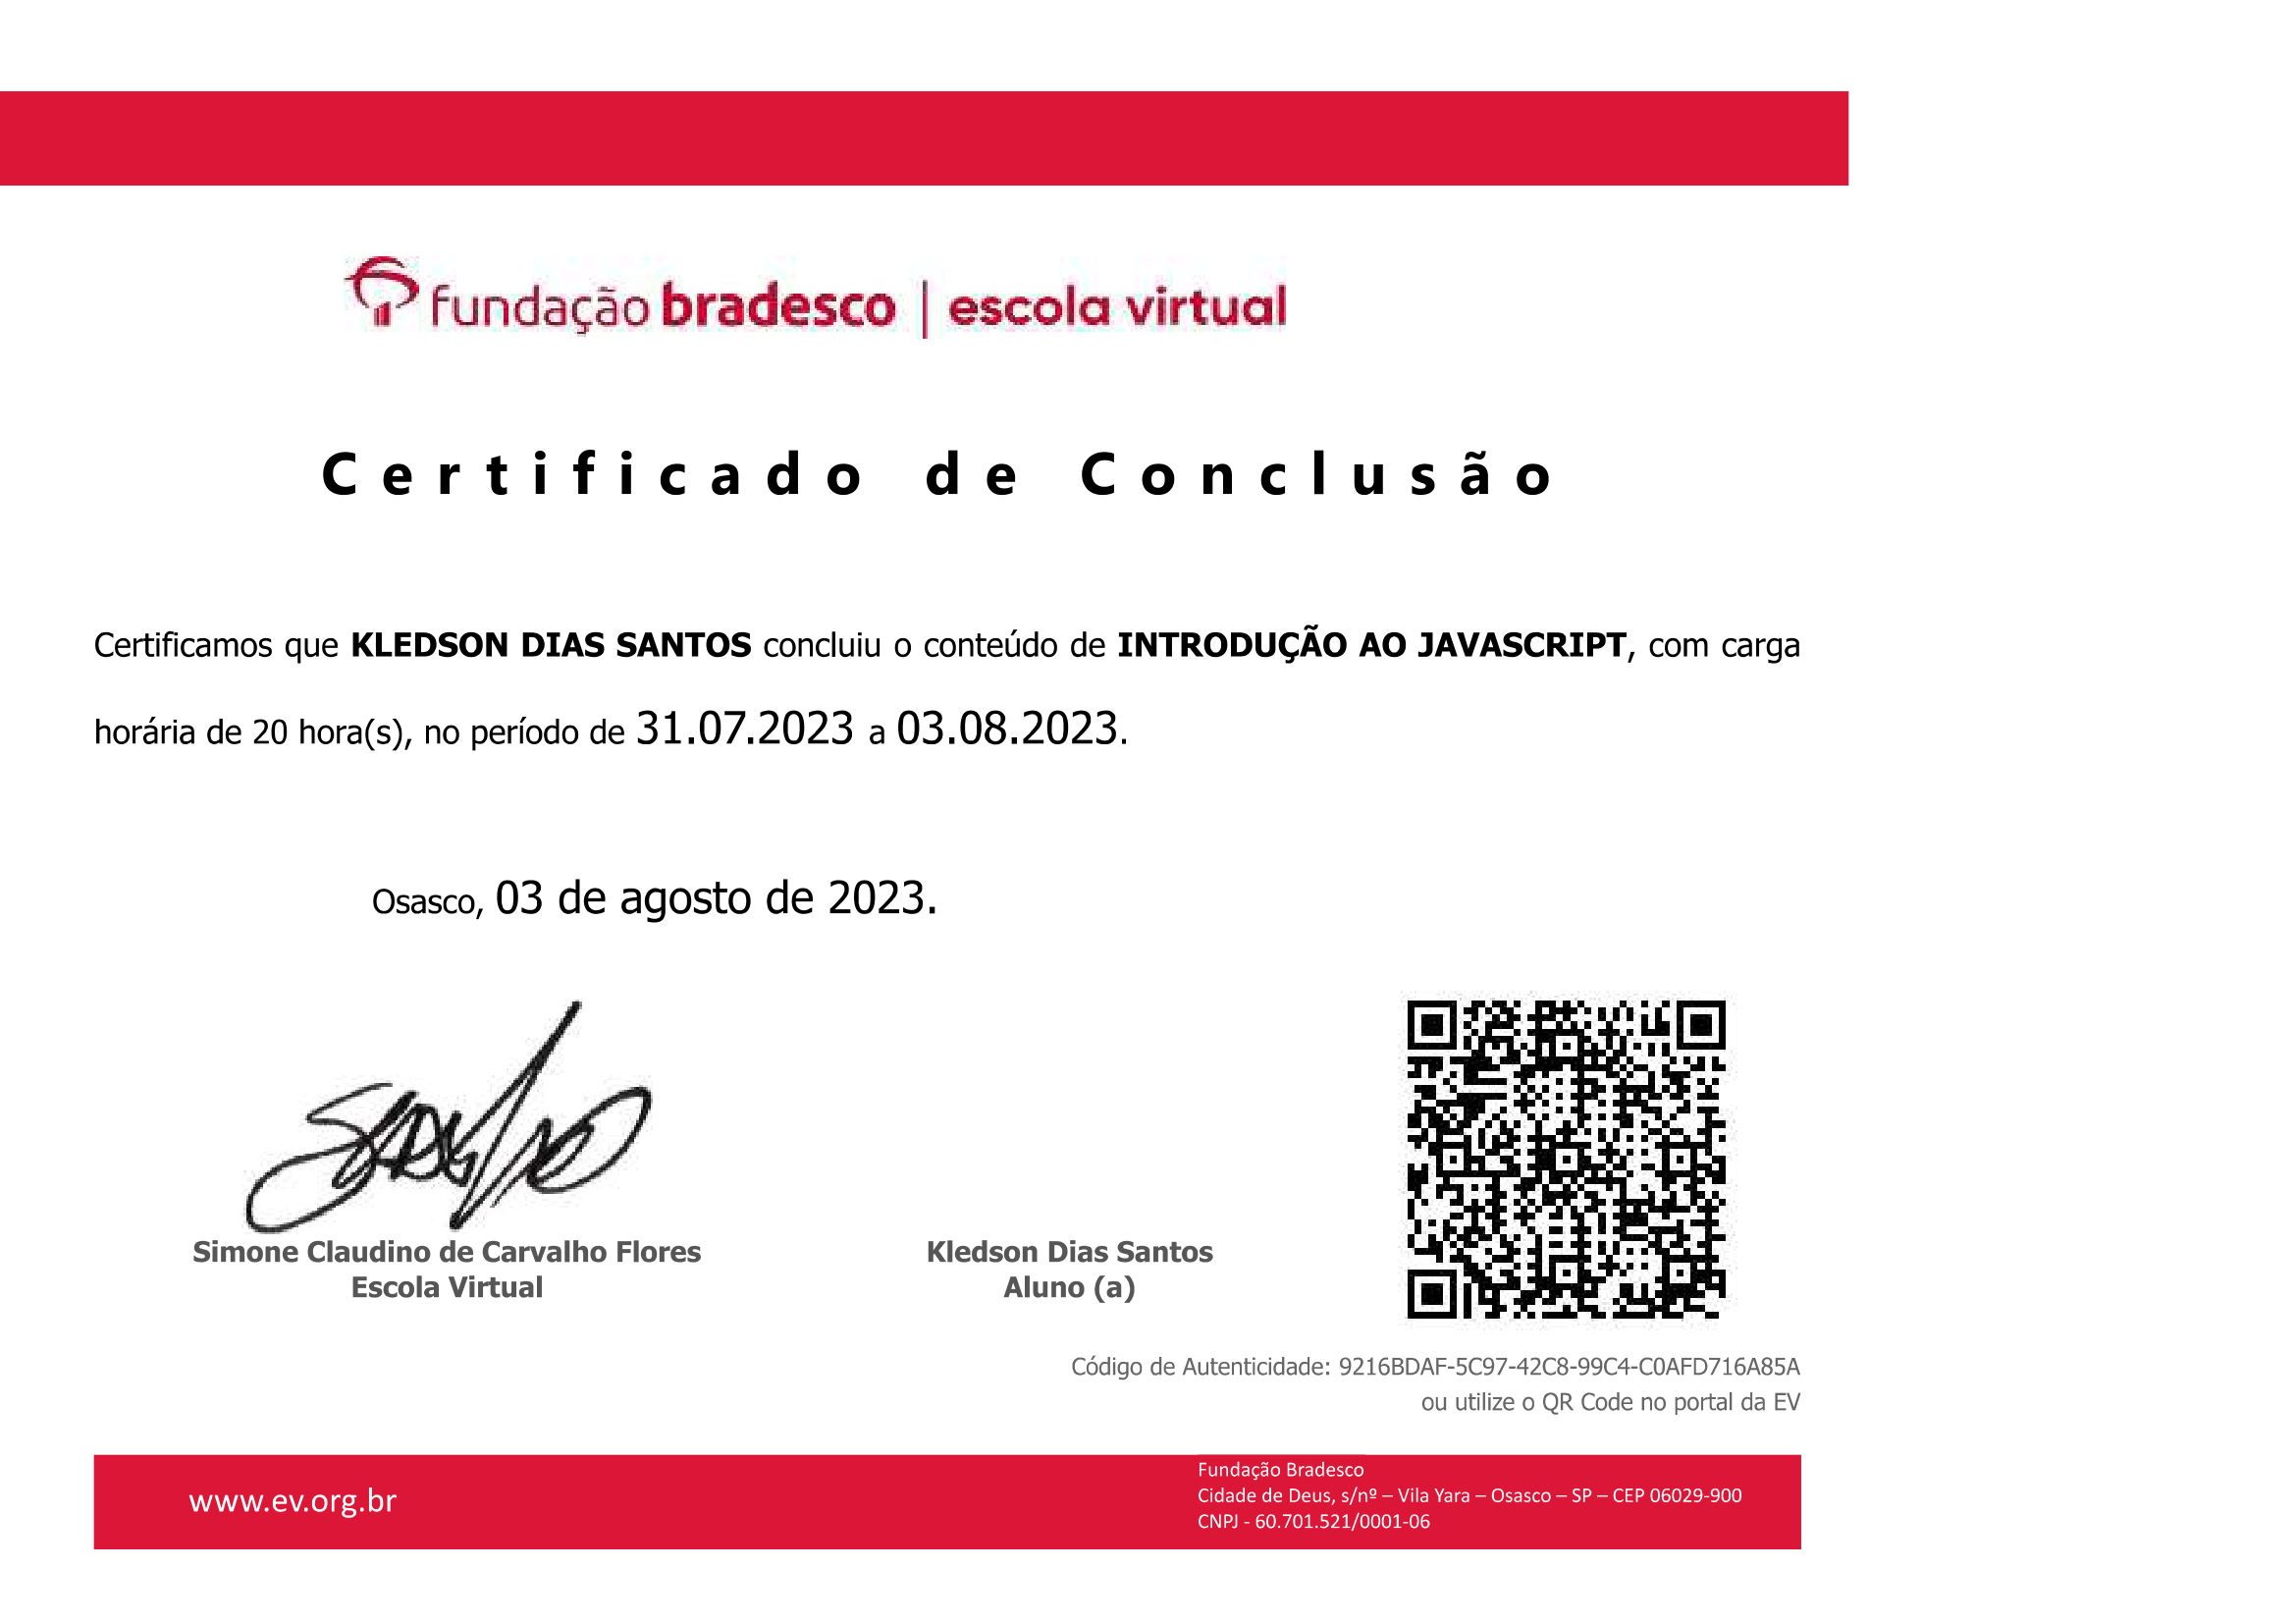 fundação bradesco | escola virtual
Certificado de Conclusão
Certificamos que KLEDSON DIAS SANTOS concluiu o conteúdo de INTRODUÇÃO AO JAVASCRIPT, com carga
horária de 20 hora(s), no período de 31.07.2023 a 03.08.2023.
Osasco, 03 de agosto de 2023.
Simone Claudino de Carvalho Flores
Escola Virtual
Kledson Dias Santos
Aluno (a)
Código de Autenticidade: 9216BDAF-5C97-42C8-99C4-C0AFD716A85A
ou utilize o QR Code no portal da EV
www.ev.org.br
Fundação Bradesco
Cidade de Deus, s/nº – Vila Yara – Osasco – SP – CEP 06029-900
CNPJ - 60.701.521/0001-06